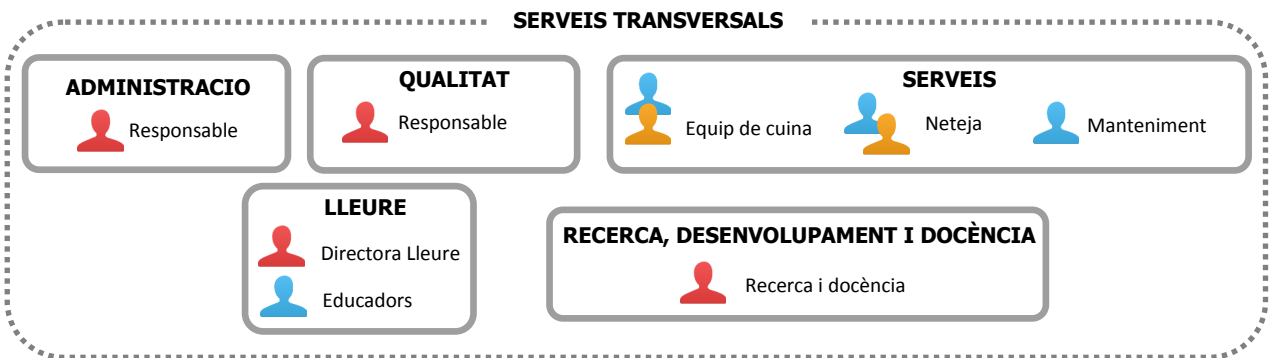 SERVEIS TRANSVERSALS
ADMINISTRACIO
Responsable
QUALITAT
Responsable
SERVEIS
Equip de cuina
Neteja
Manteniment
LLEURE
Directora Lleure
Educadors
RECERCA, DESENVOLUPAMENT I DOCÈNCIA
Recerca i docència